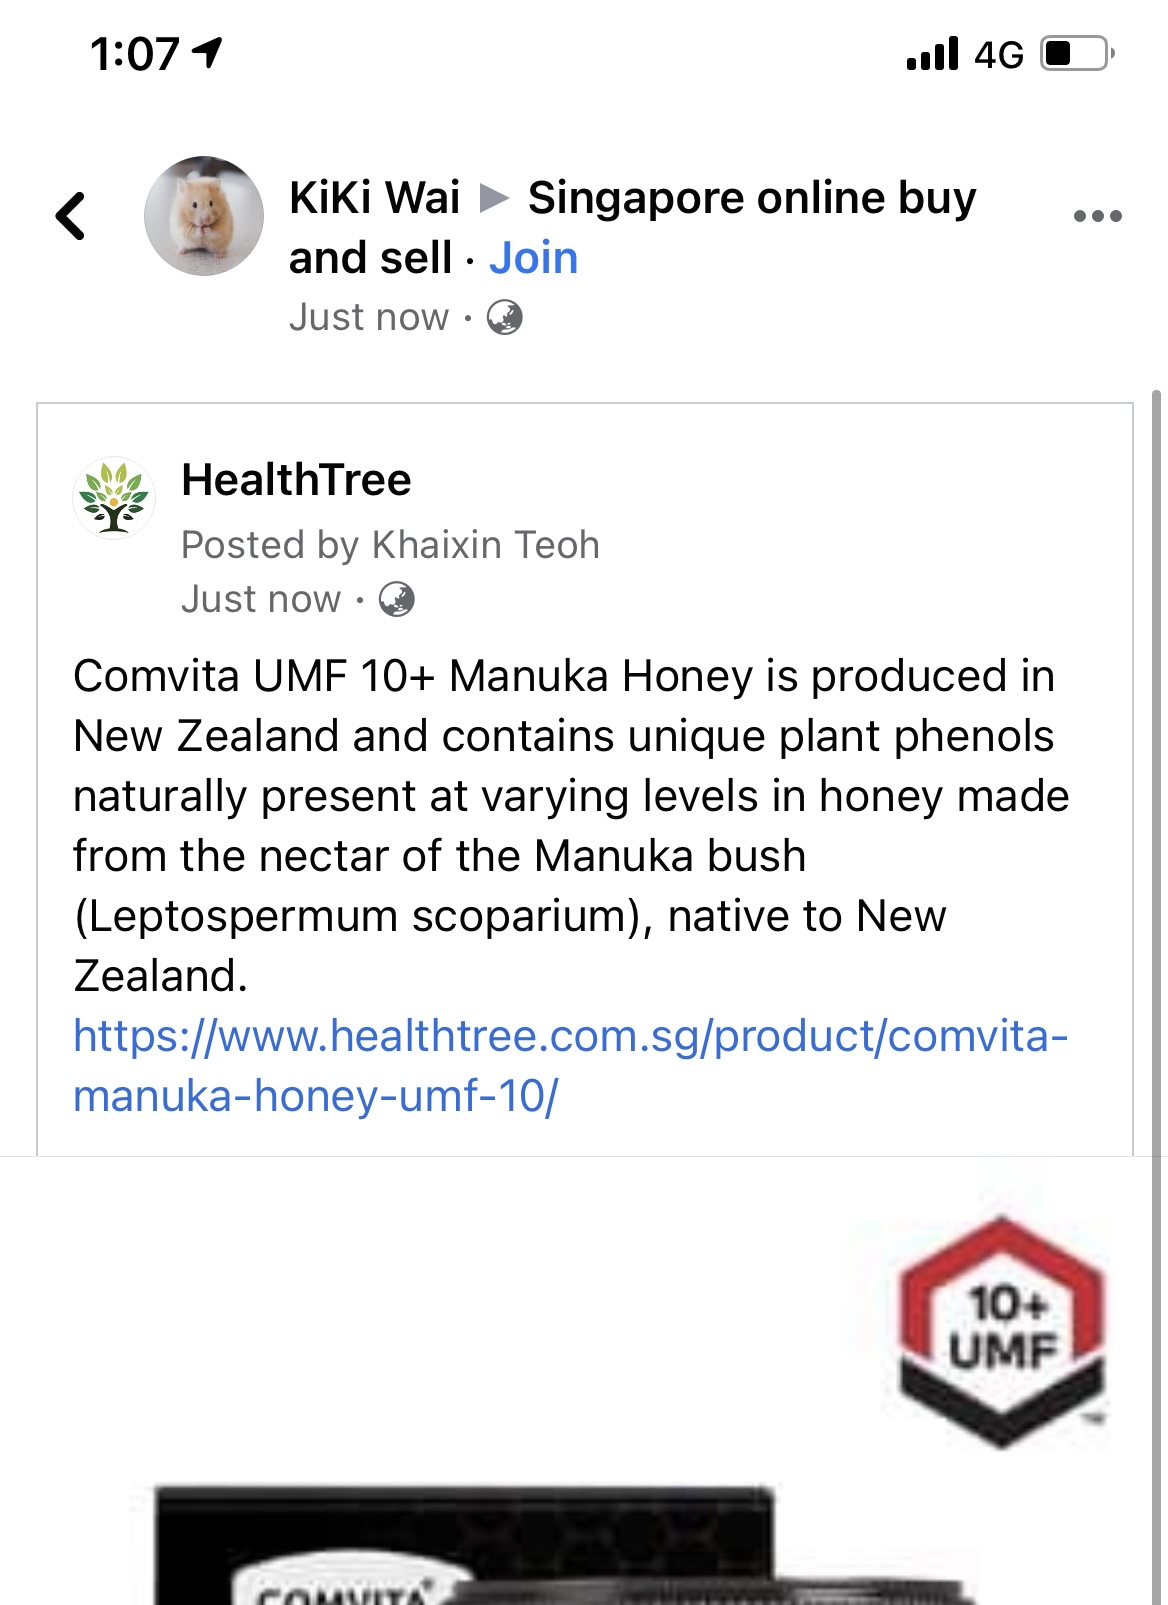 1:07
4G
KiKi Wai ▶ Singapore online buy
and sell · Join
Just now ·
HealthTree
Posted by Khaixin Teoh
Just now ·
Comvita UMF 10+ Manuka Honey is produced in
New Zealand and contains unique plant phenols
naturally present at varying levels in honey made
from the nectar of the Manuka bush
(Leptospermum scoparium), native to New
Zealand.
https://www.healthtree.com.sg/product/comvita-
manuka-honey-umf-10/
10+
UMF
™
COMVITA